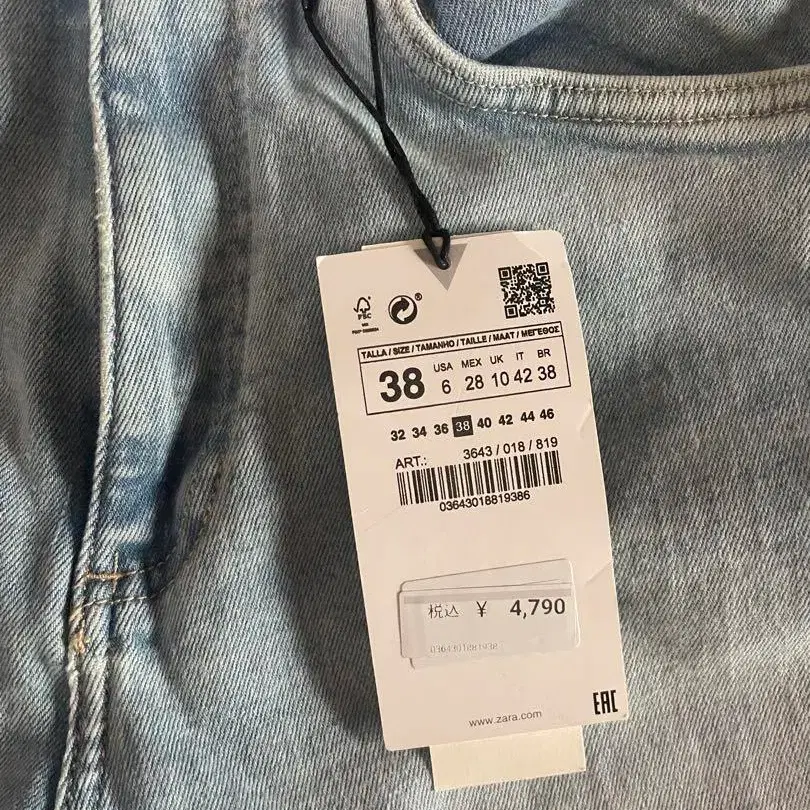 FSC
®
TALLA / SIZE / TAMANHO / TAILLE / MAAT / ΜΕΓΕΘΟΣ
38 USA MEX UK IT BR
6 28 10 42 38
32 34 36 38 40 42 44 46
ART.: 3643 / 018 / 819
03643018819386
税込 ¥ 4,790
www.zara.com
EAC